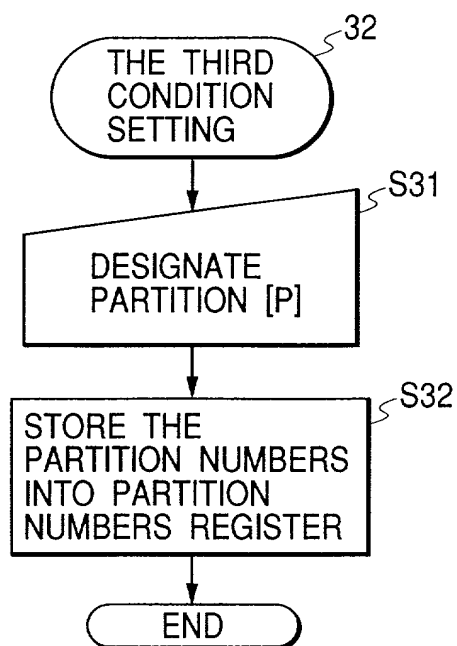 32
THE THIRD
CONDITION
SETTING
S31
DESIGNATE
PARTITION [P]
S32
STORE THE
PARTITION NUMBERS
INTO PARTITION
NUMBERS REGISTER
END